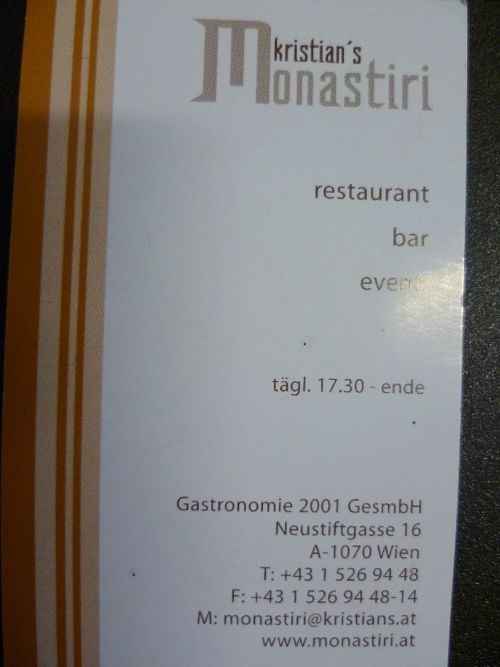 kristian´s
Monastiri
restaurant
bar
events
tägl. 17.30 - ende
Gastronomie 2001 GesmbH
Neustiftgasse 16
A-1070 Wien
T: +43 1 526 94 48
F: +43 1 526 94 48-14
M: monastiri@kristians.at
www.monastiri.at